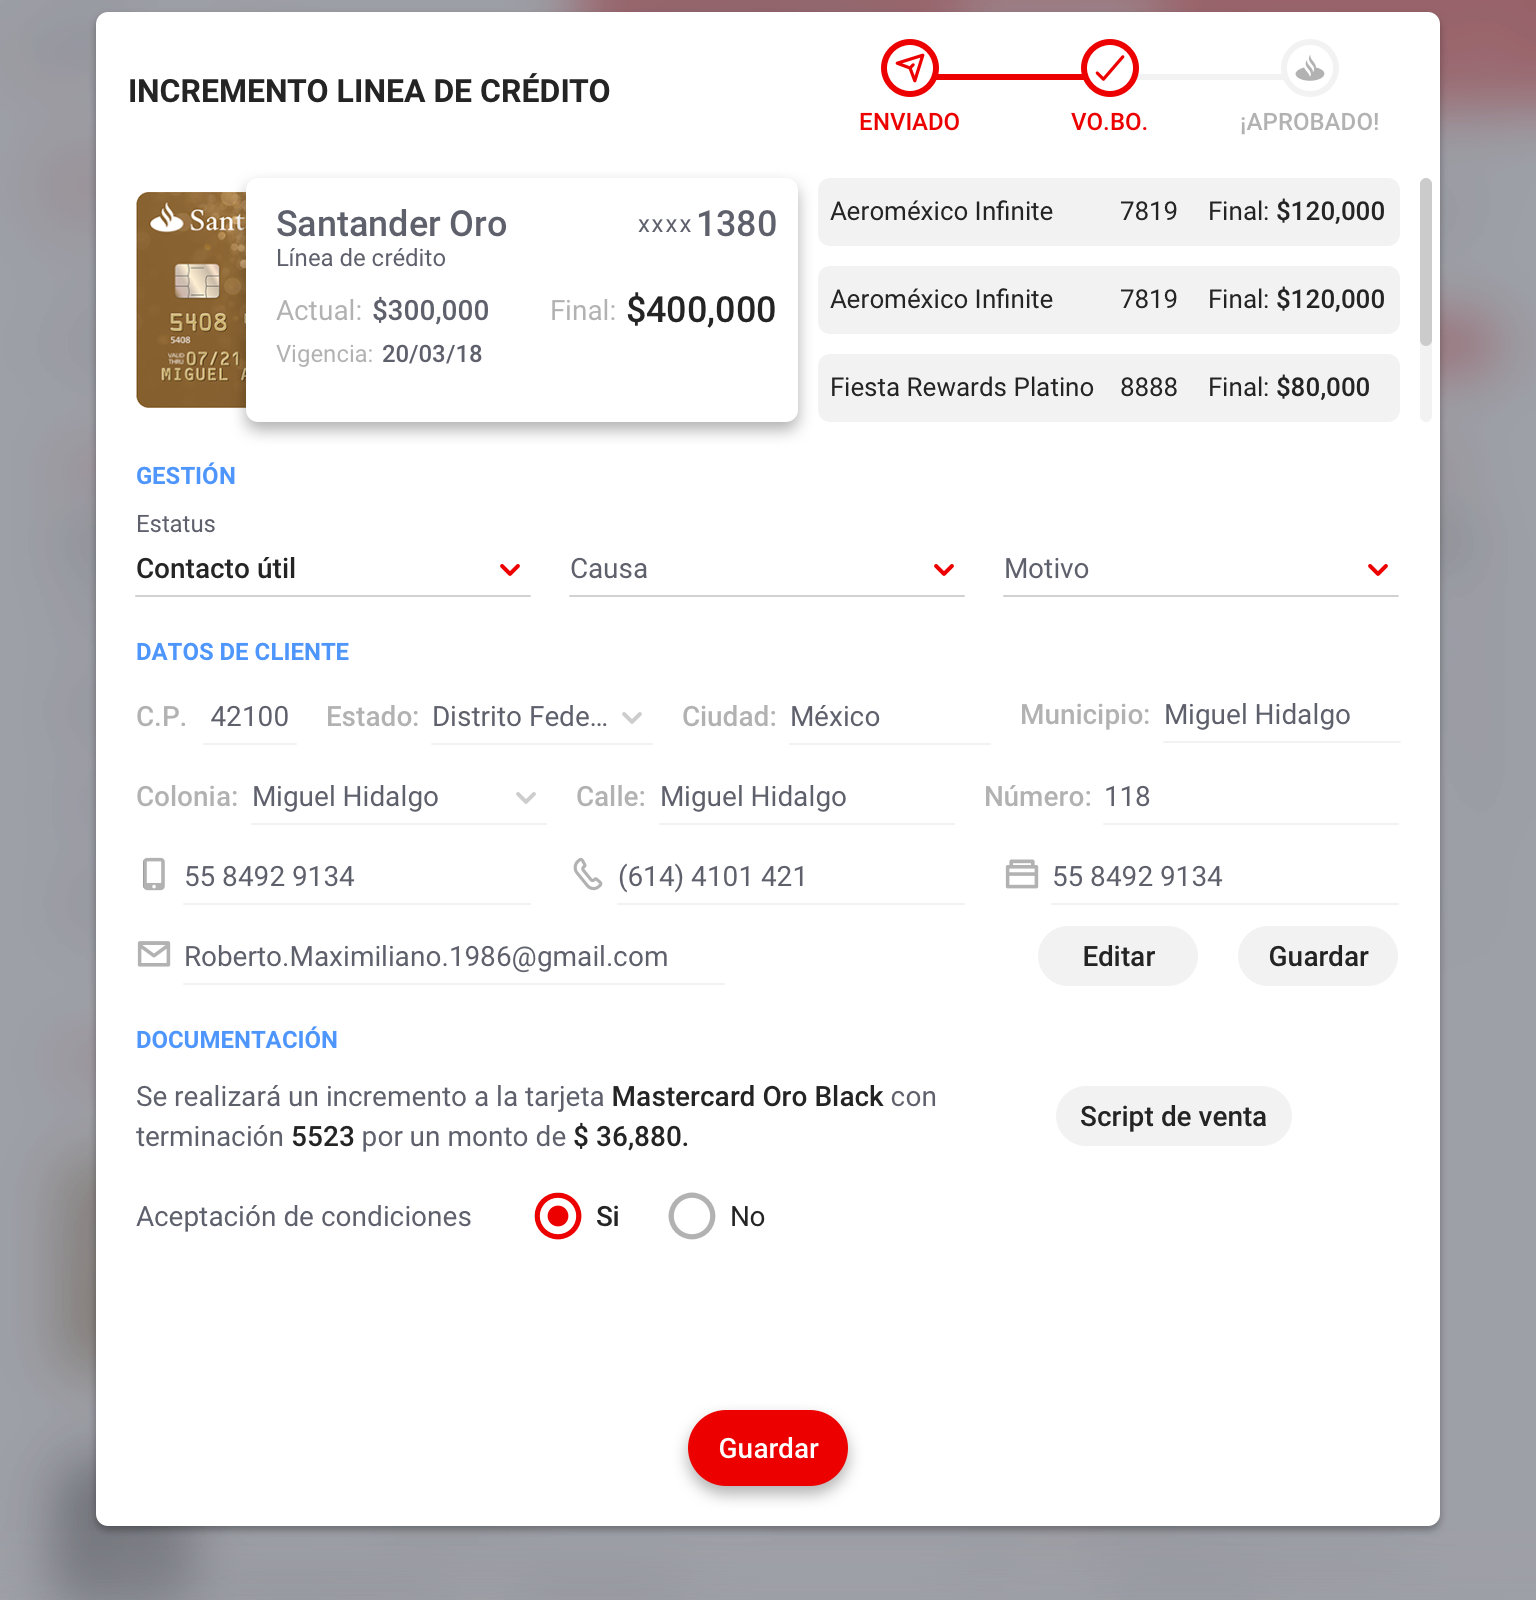 INCREMENTO LINEA DE CRÉDITO
ENVIADO
VO.BO.
¡APROBADO!
Sant
5408
5408
VALID THRU 07/21
MIGUEL A
Santander Oro xxxx 1380
Línea de crédito
Actual: $300,000 Final: $400,000
Vigencia: 20/03/18
Aeroméxico Infinite 7819 Final: $120,000
Aeroméxico Infinite 7819 Final: $120,000
Fiesta Rewards Platino 8888 Final: $80,000
GESTIÓN
Estatus
Contacto útil Causa Motivo
DATOS DE CLIENTE
C.P. 42100 Estado: Distrito Fede... Ciudad: México Municipio: Miguel Hidalgo
Colonia: Miguel Hidalgo Calle: Miguel Hidalgo Número: 118
55 8492 9134 (614) 4101 421 55 8492 9134
Roberto.Maximiliano.1986@gmail.com Editar Guardar
DOCUMENTACIÓN
Se realizará un incremento a la tarjeta Mastercard Oro Black con
terminación 5523 por un monto de $ 36,880.
Script de venta
Aceptación de condiciones Si No
Guardar